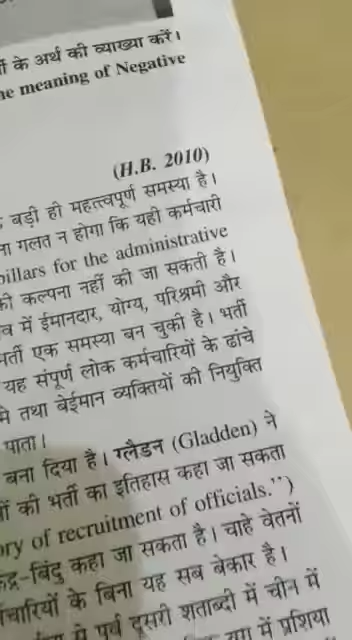 के अर्थ की व्याख्या करें।
meaning of Negative
(H.B. 2010)
बड़ी ही महत्त्वपूर्ण समस्या है।
गलत न होगा कि यही कर्मचारी
pillars for the administrative
की कल्पना नहीं की जा सकती है।
में ईमानदार, योग्य, परिश्रमी और
भर्ती एक समस्या बन चुकी है। भर्ती
यह संपूर्ण लोक कर्मचारियों के ढांचे
तथा बेईमान व्यक्तियों की नियुक्ति
पाता।
बना दिया है। ग्लैडन (Gladden) ने
की भर्ती का इतिहास कहा जा सकता
of recruitment of officials.")
कहा जा सकता है। चाहे वेतनों
के बिना यह सब बेकार है।
में पूर्व दूसरी शताब्दी में चीन में
में पूशिया